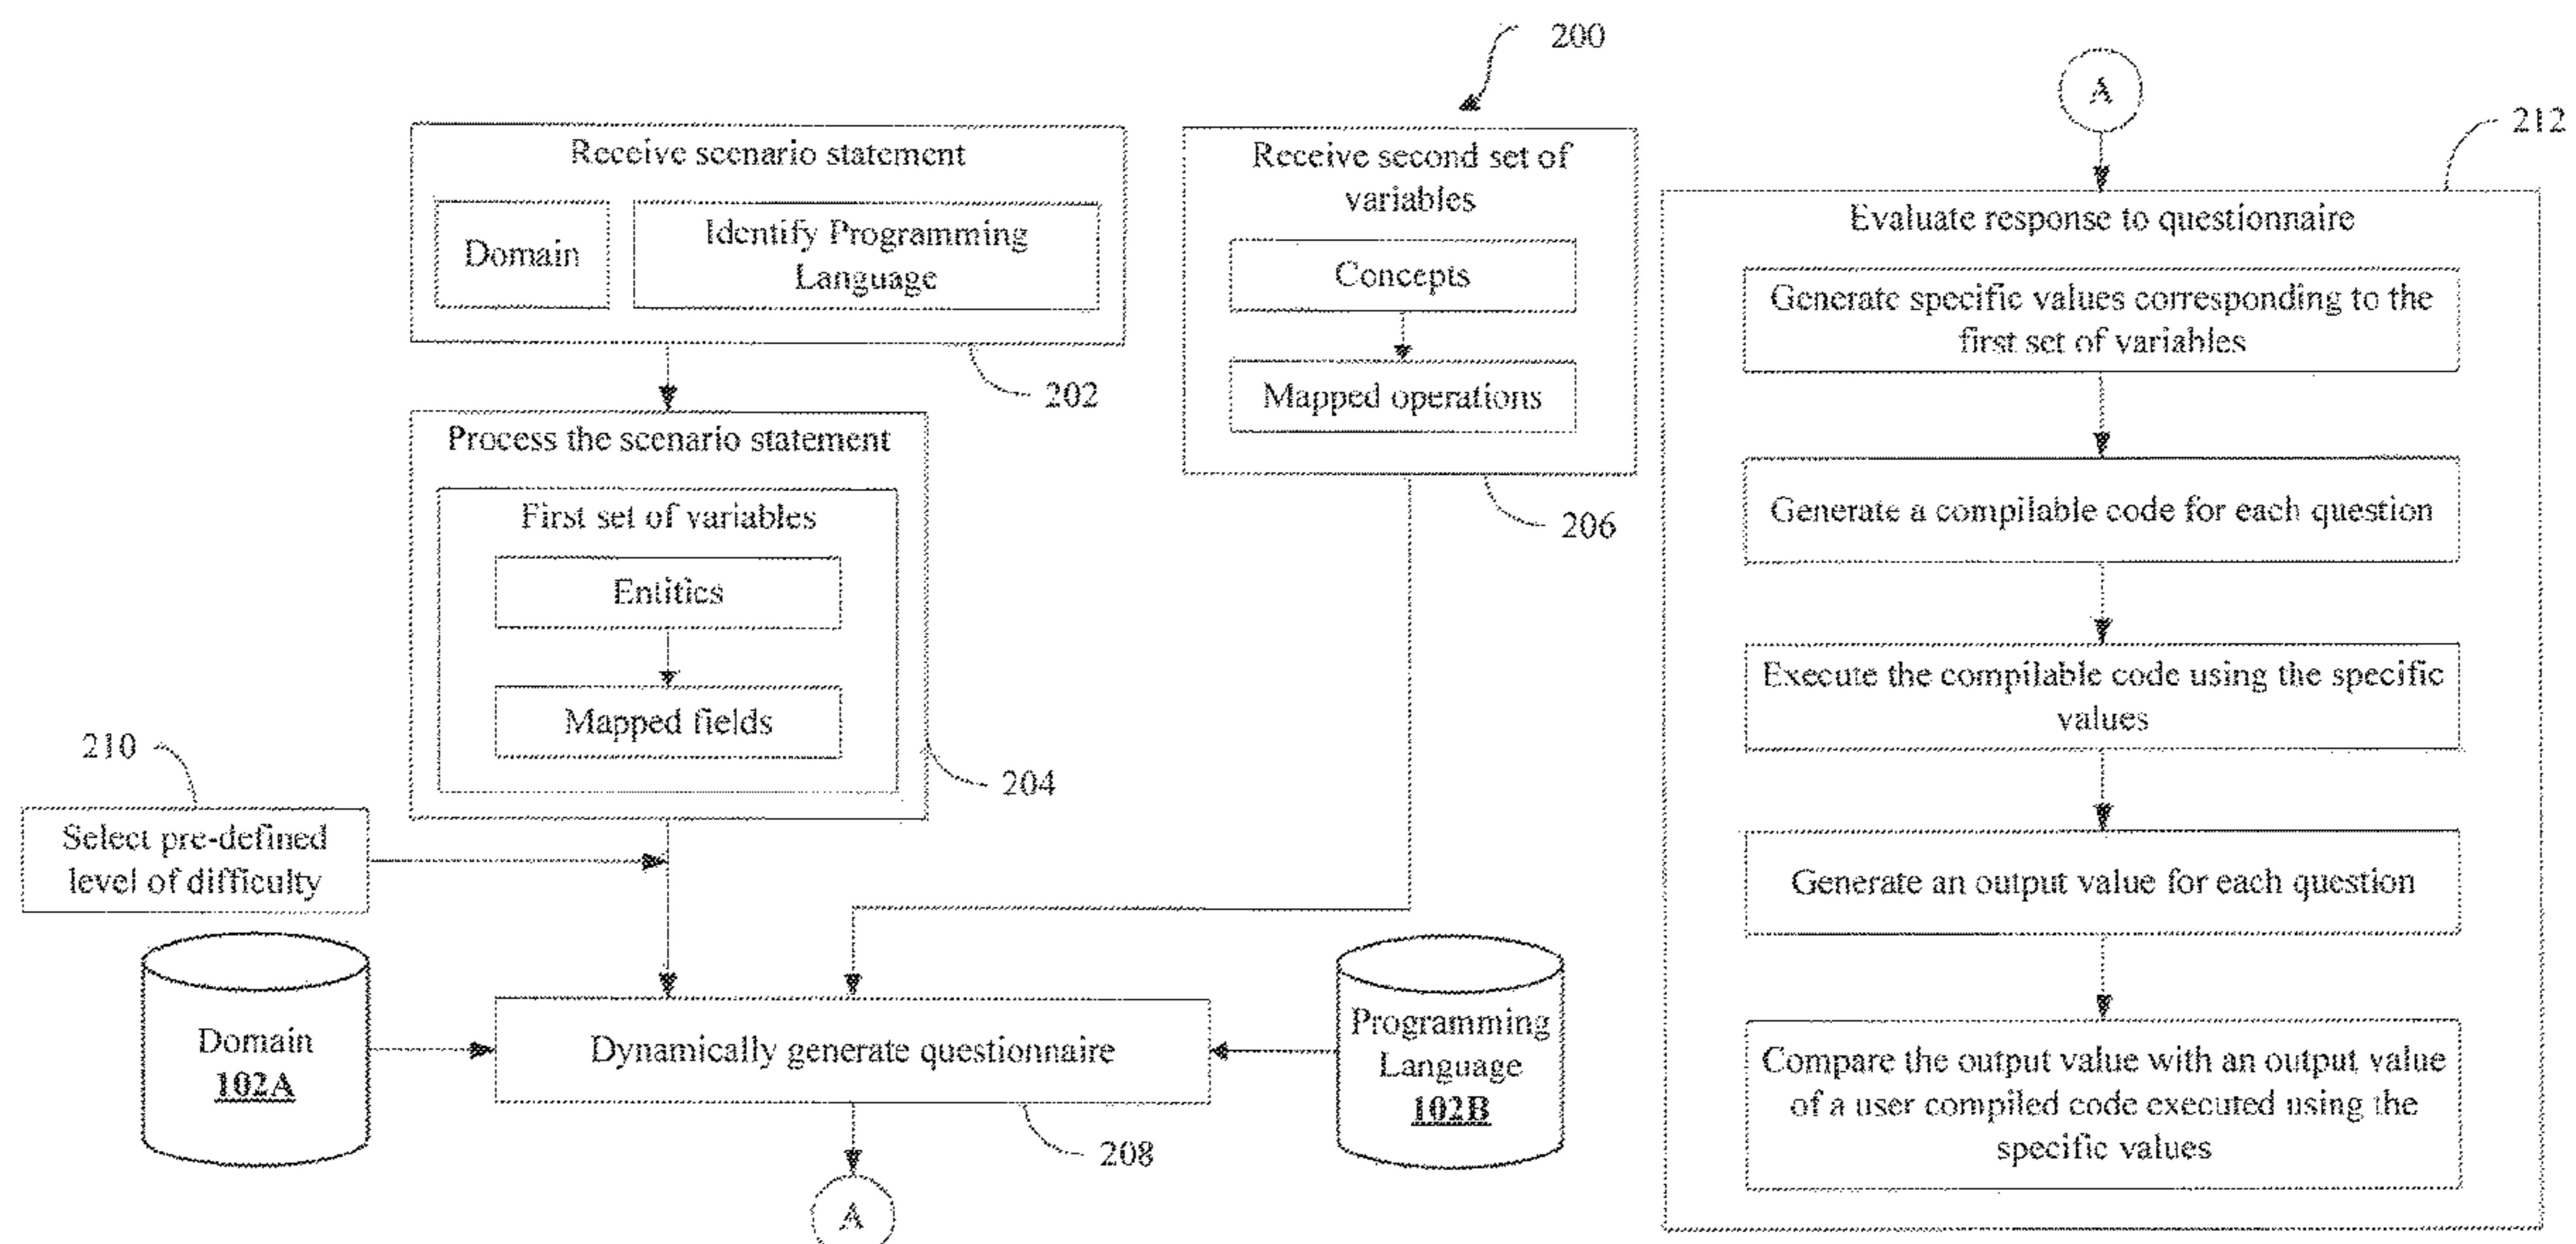 200
Receive scenario statement
Domain
Identify Programming
Language
202
Process the scenario statement
First set of variables
Entities
Mapped fields
204
Receive second set of
variables
Concepts
Mapped operations
206
210
Select pre-defined
level of difficulty
Domain
102A
Dynamically generate questionnaire
208
Programming
Language
102B
A
A
212
Evaluate response to questionnaire
Generate specific values corresponding to the
first set of variables
Generate a compilable code for each question
Execute the compilable code using the specific
values
Generate an output value for each question
Compare the output value with an output value
of a user compiled code executed using the
specific values